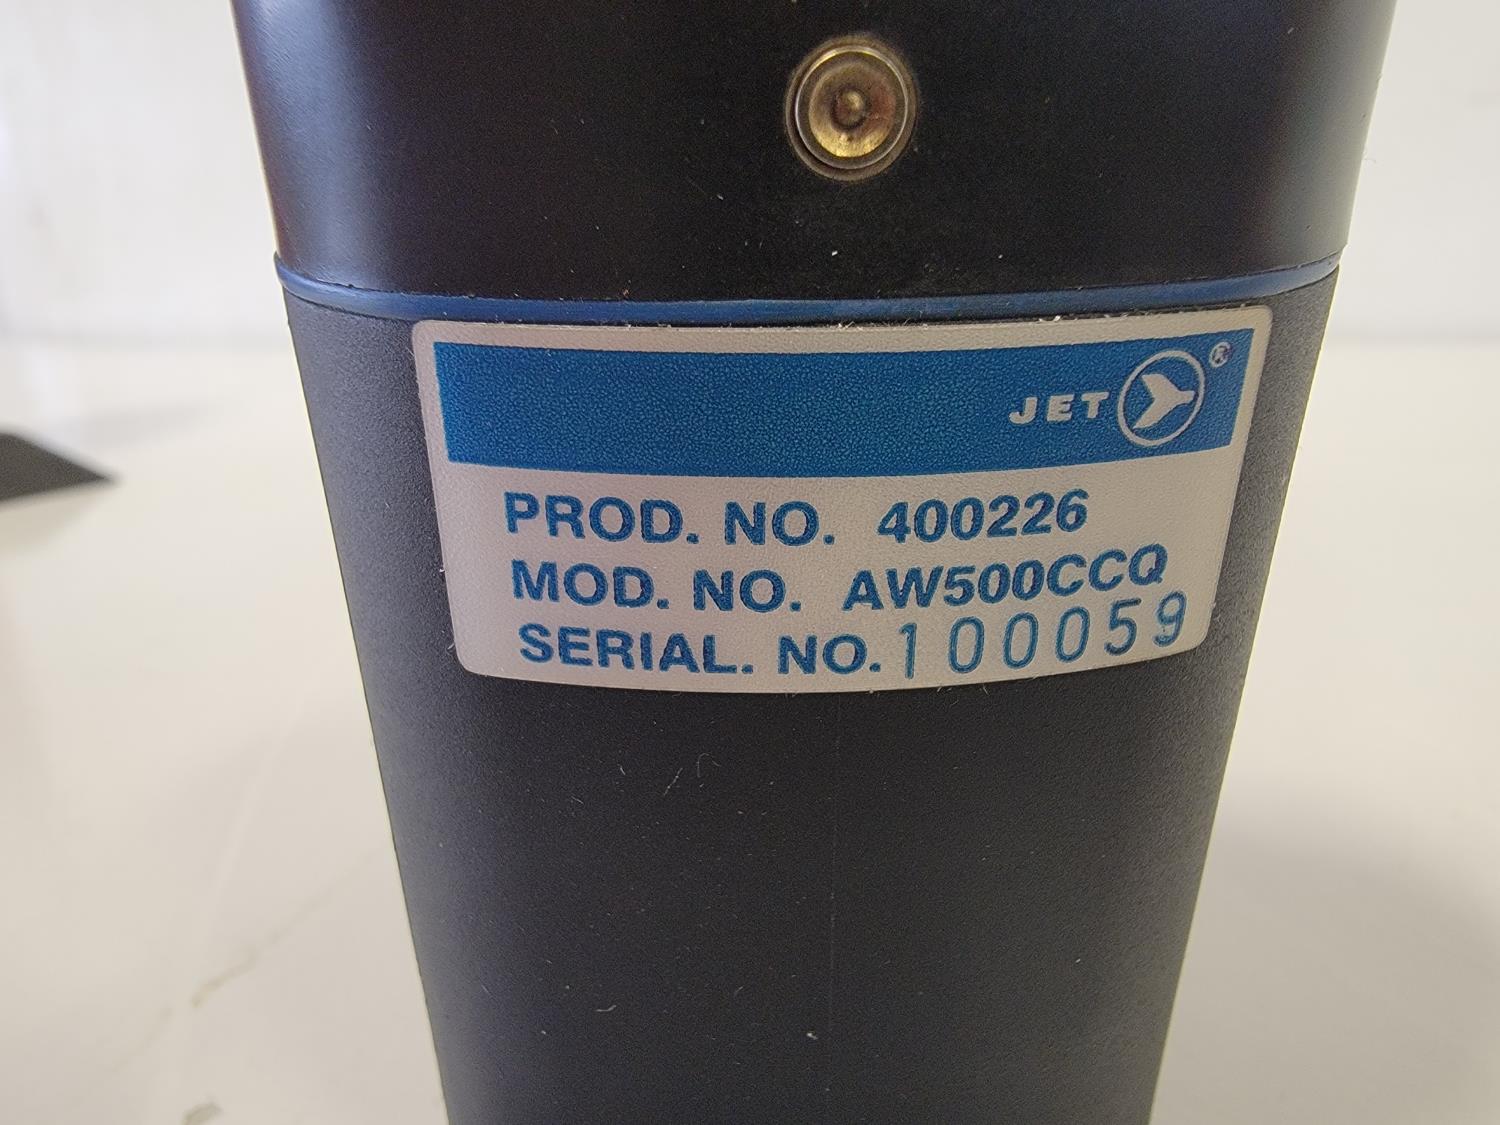 JET®
PROD. NO. 400226
MOD. NO. AW500CCQ
SERIAL. NO. 100059